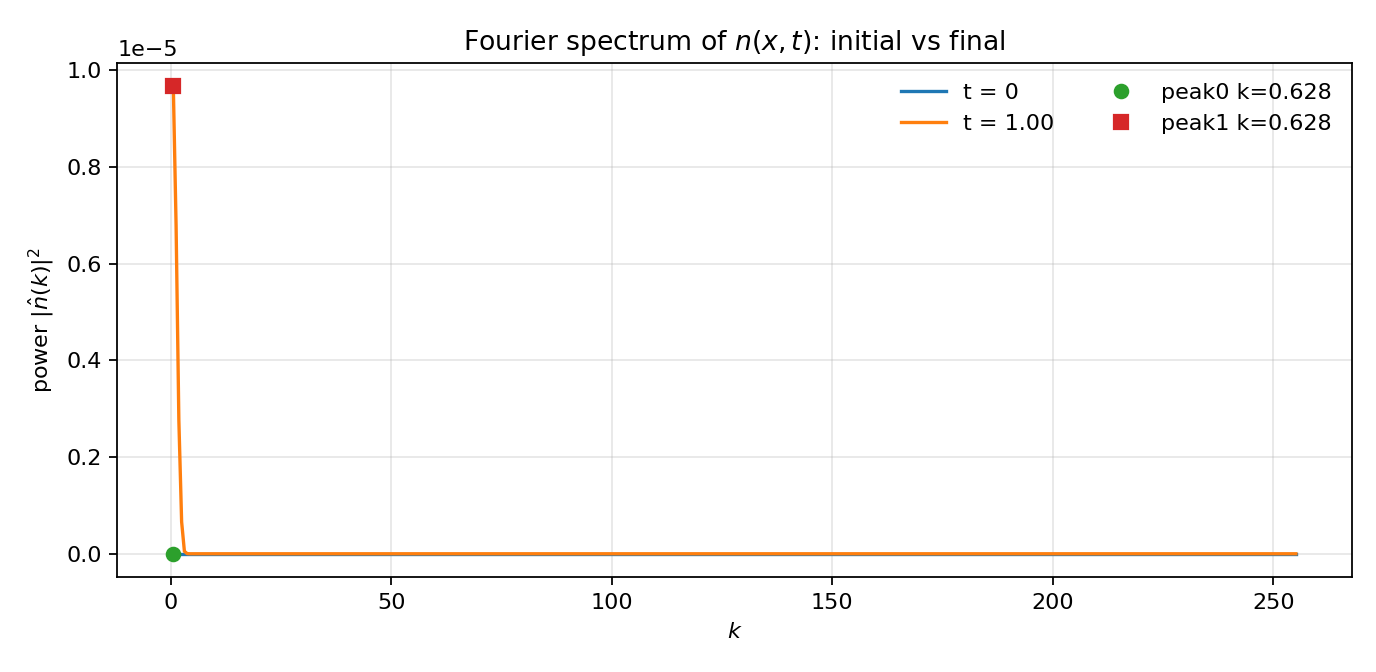 Fourier spectrum of n(x, t): initial vs final
1e−5
1.0
0.8
0.6
0.4
0.2
0.0
power |n̂(k)|²
t = 0
t = 1.00
peak0 k=0.628
peak1 k=0.628
0 50 100 150 200 250
k